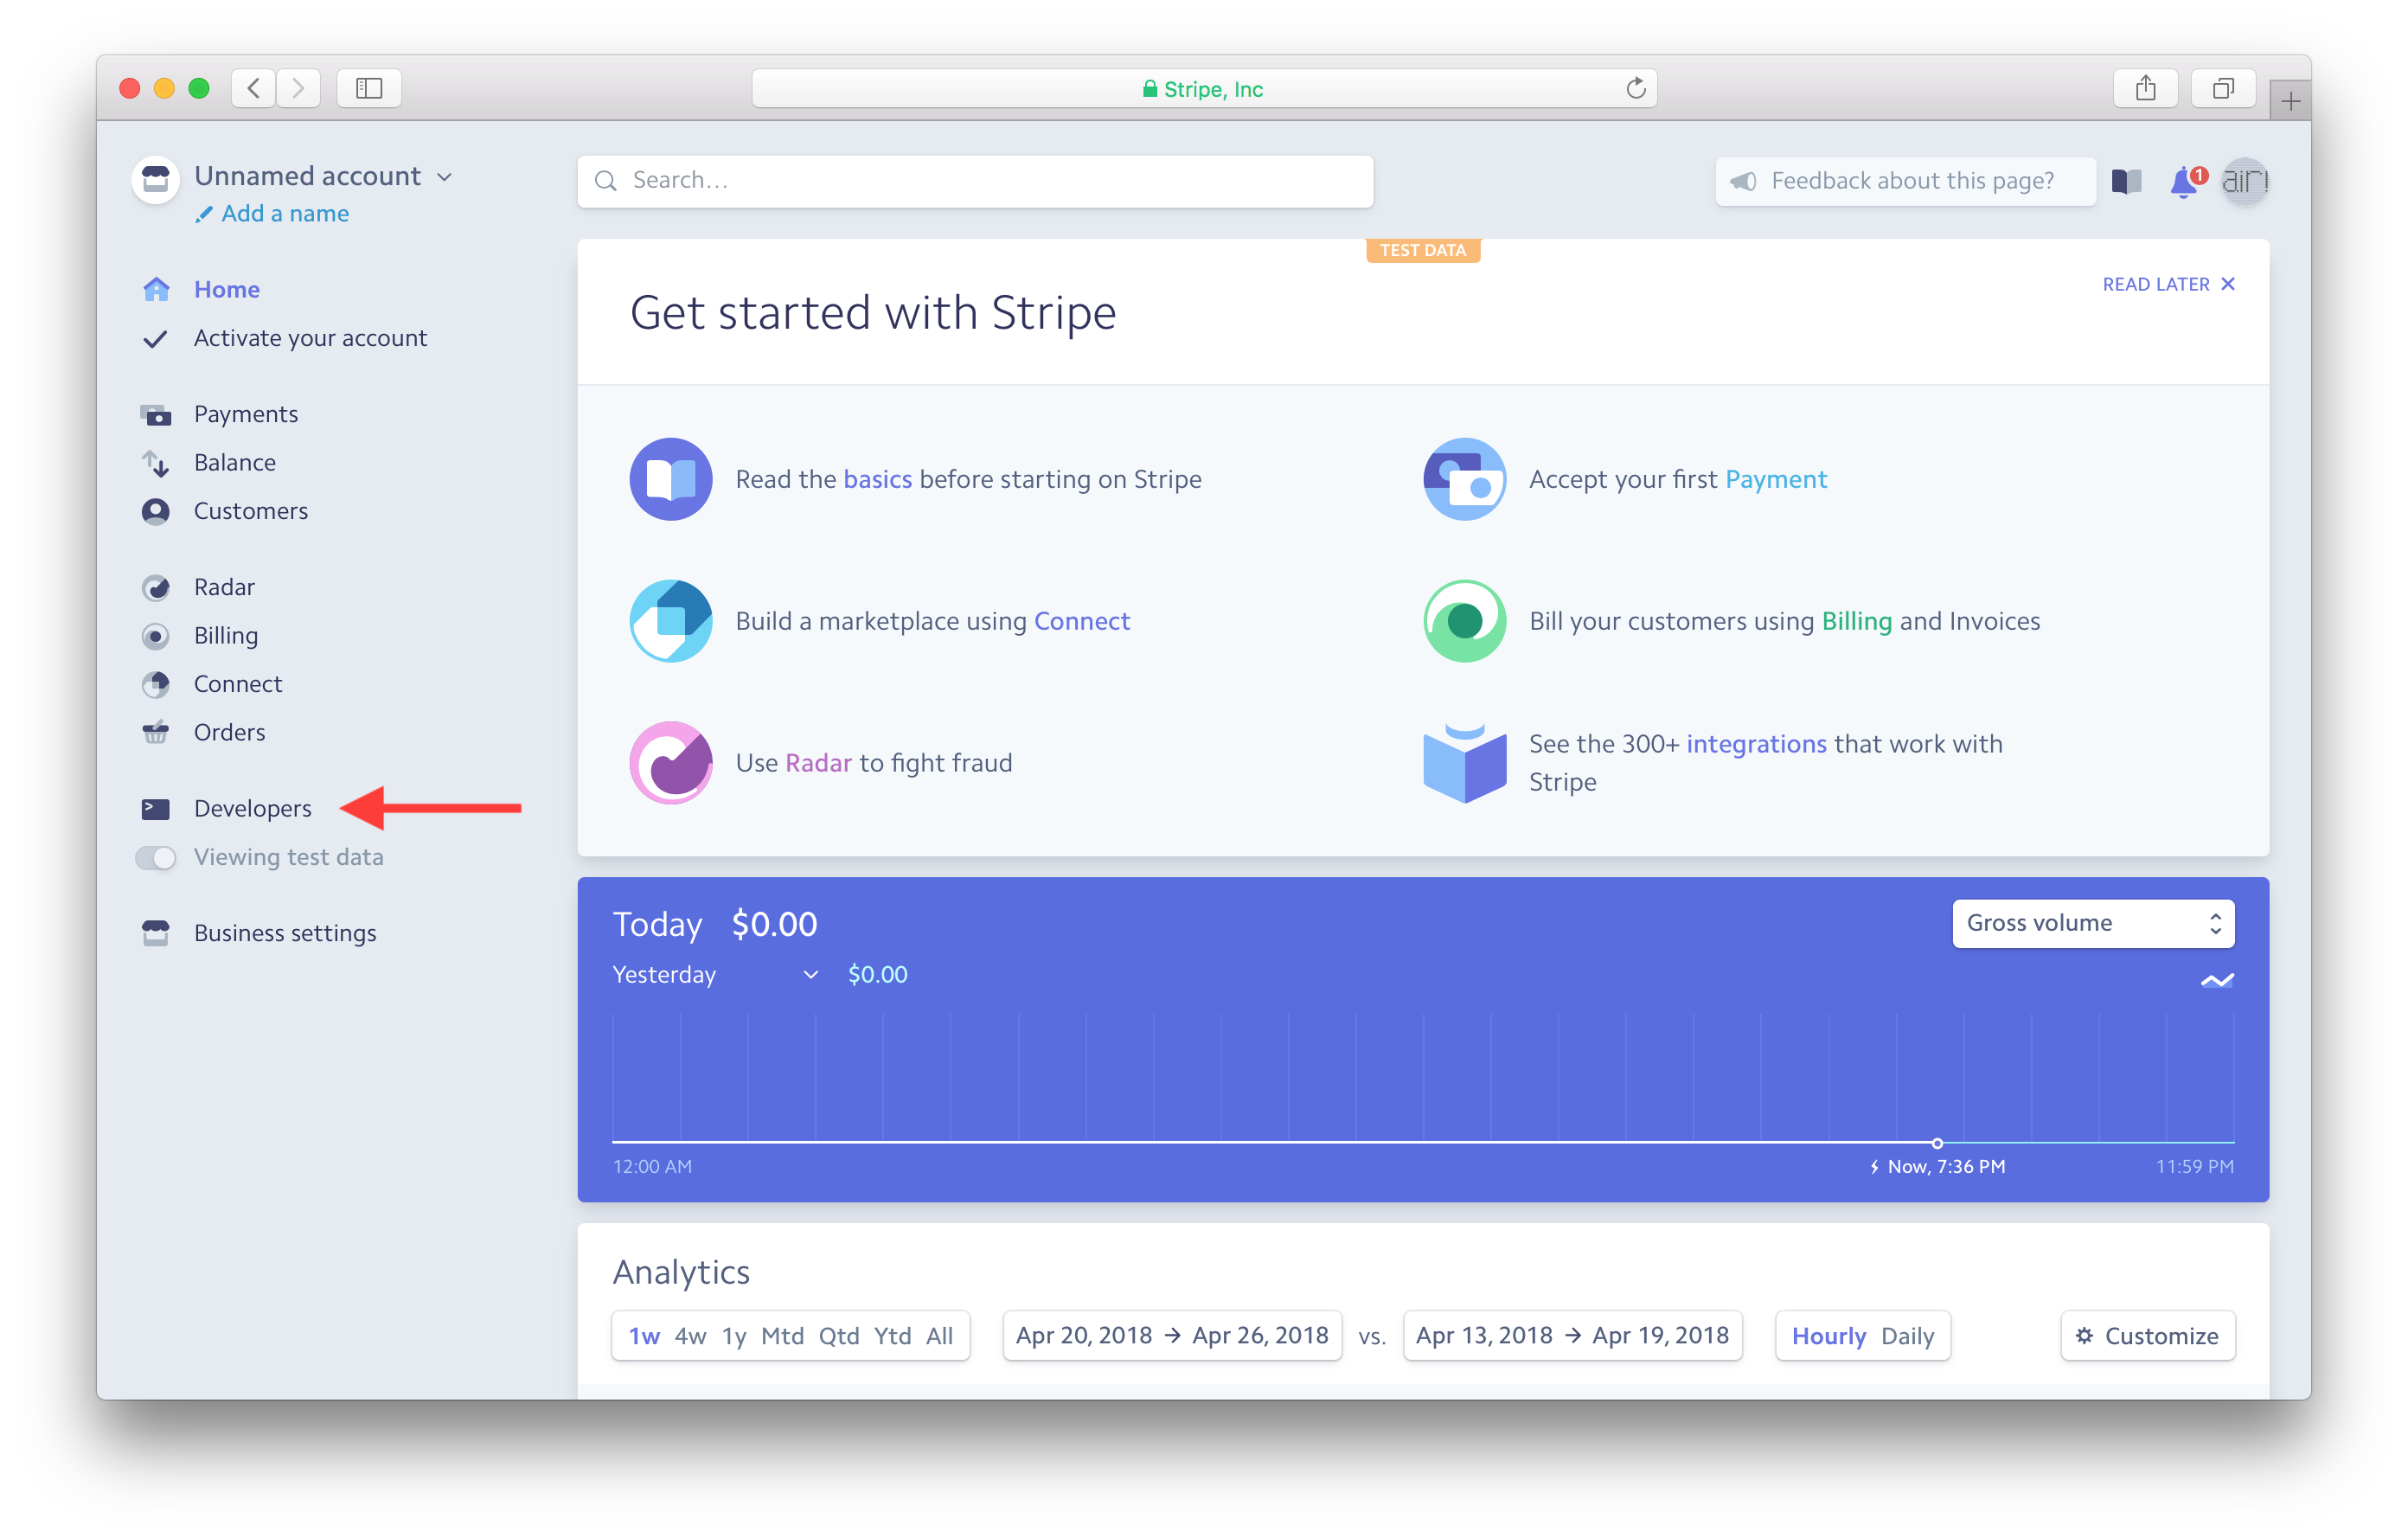 Stripe, Inc
Unnamed account
Add a name
Search…
Feedback about this page?
1
airi
Home
Activate your account
Payments
Balance
Customers
Radar
Billing
Connect
Orders
Developers
Viewing test data
Business settings
TEST DATA
READ LATER
Get started with Stripe
Read the basics before starting on Stripe
Accept your first Payment
Build a marketplace using Connect
Bill your customers using Billing and Invoices
Use Radar to fight fraud
See the 300+ integrations that work with
Stripe
Today $0.00
Gross volume
Yesterday $0.00
12:00 AM
Now, 7:36 PM
11:59 PM
Analytics
1w 4w 1y Mtd Qtd Ytd All
Apr 20, 2018 → Apr 26, 2018 vs. Apr 13, 2018 → Apr 19, 2018
Hourly Daily
Customize